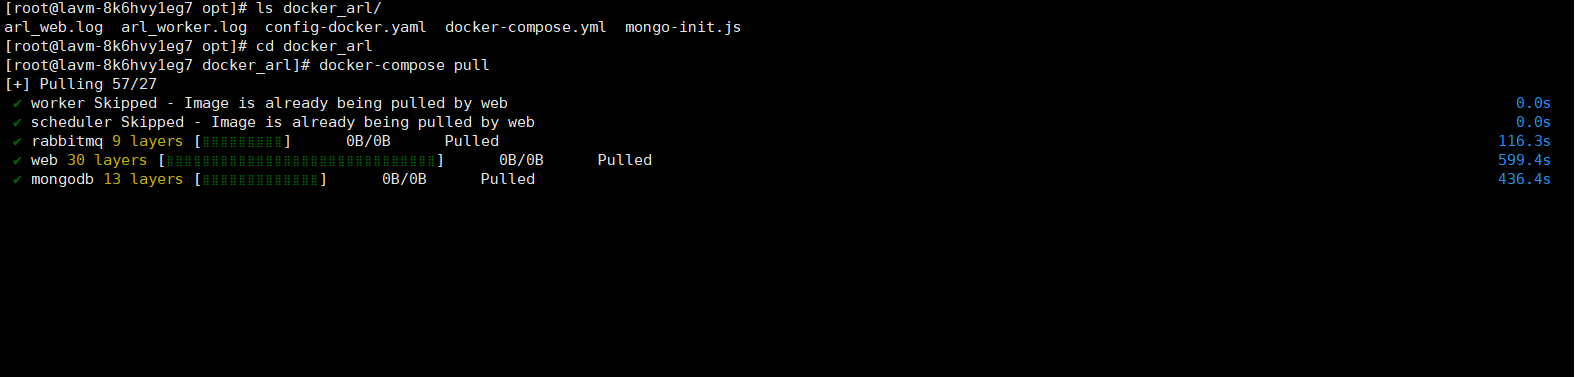 [root@lavm-8k6hvy1eg7 opt]# ls docker_arl/
arl_web.log  arl_worker.log  config-docker.yaml  docker-compose.yml  mongo-init.js
[root@lavm-8k6hvy1eg7 opt]# cd docker_arl
[root@lavm-8k6hvy1eg7 docker_arl]# docker-compose pull
[+] Pulling 57/27
✔ worker Skipped - Image is already being pulled by web 0.0s
✔ scheduler Skipped - Image is already being pulled by web 0.0s
✔ rabbitmq 9 layers [⣿⣿⣿⣿⣿⣿⣿⣿⣿] 0B/0B Pulled 116.3s
✔ web 30 layers [⣿⣿⣿⣿⣿⣿⣿⣿⣿⣿⣿⣿⣿⣿⣿⣿⣿⣿⣿⣿⣿⣿⣿⣿⣿⣿⣿⣿⣿⣿] 0B/0B Pulled 599.4s
✔ mongodb 13 layers [⣿⣿⣿⣿⣿⣿⣿⣿⣿⣿⣿⣿⣿] 0B/0B Pulled 436.4s